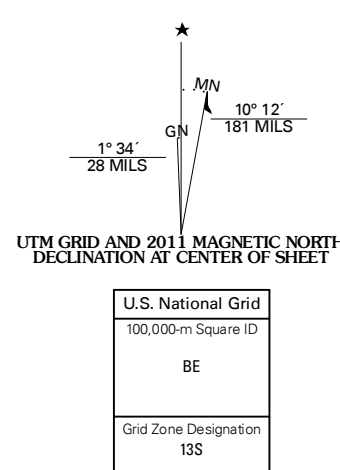 MN
10° 12´
181 MILS
GN
1° 34´
28 MILS
UTM GRID AND 2011 MAGNETIC NORTH
DECLINATION AT CENTER OF SHEET
U.S. National Grid
100,000-m Square ID
BE
Grid Zone Designation
13S